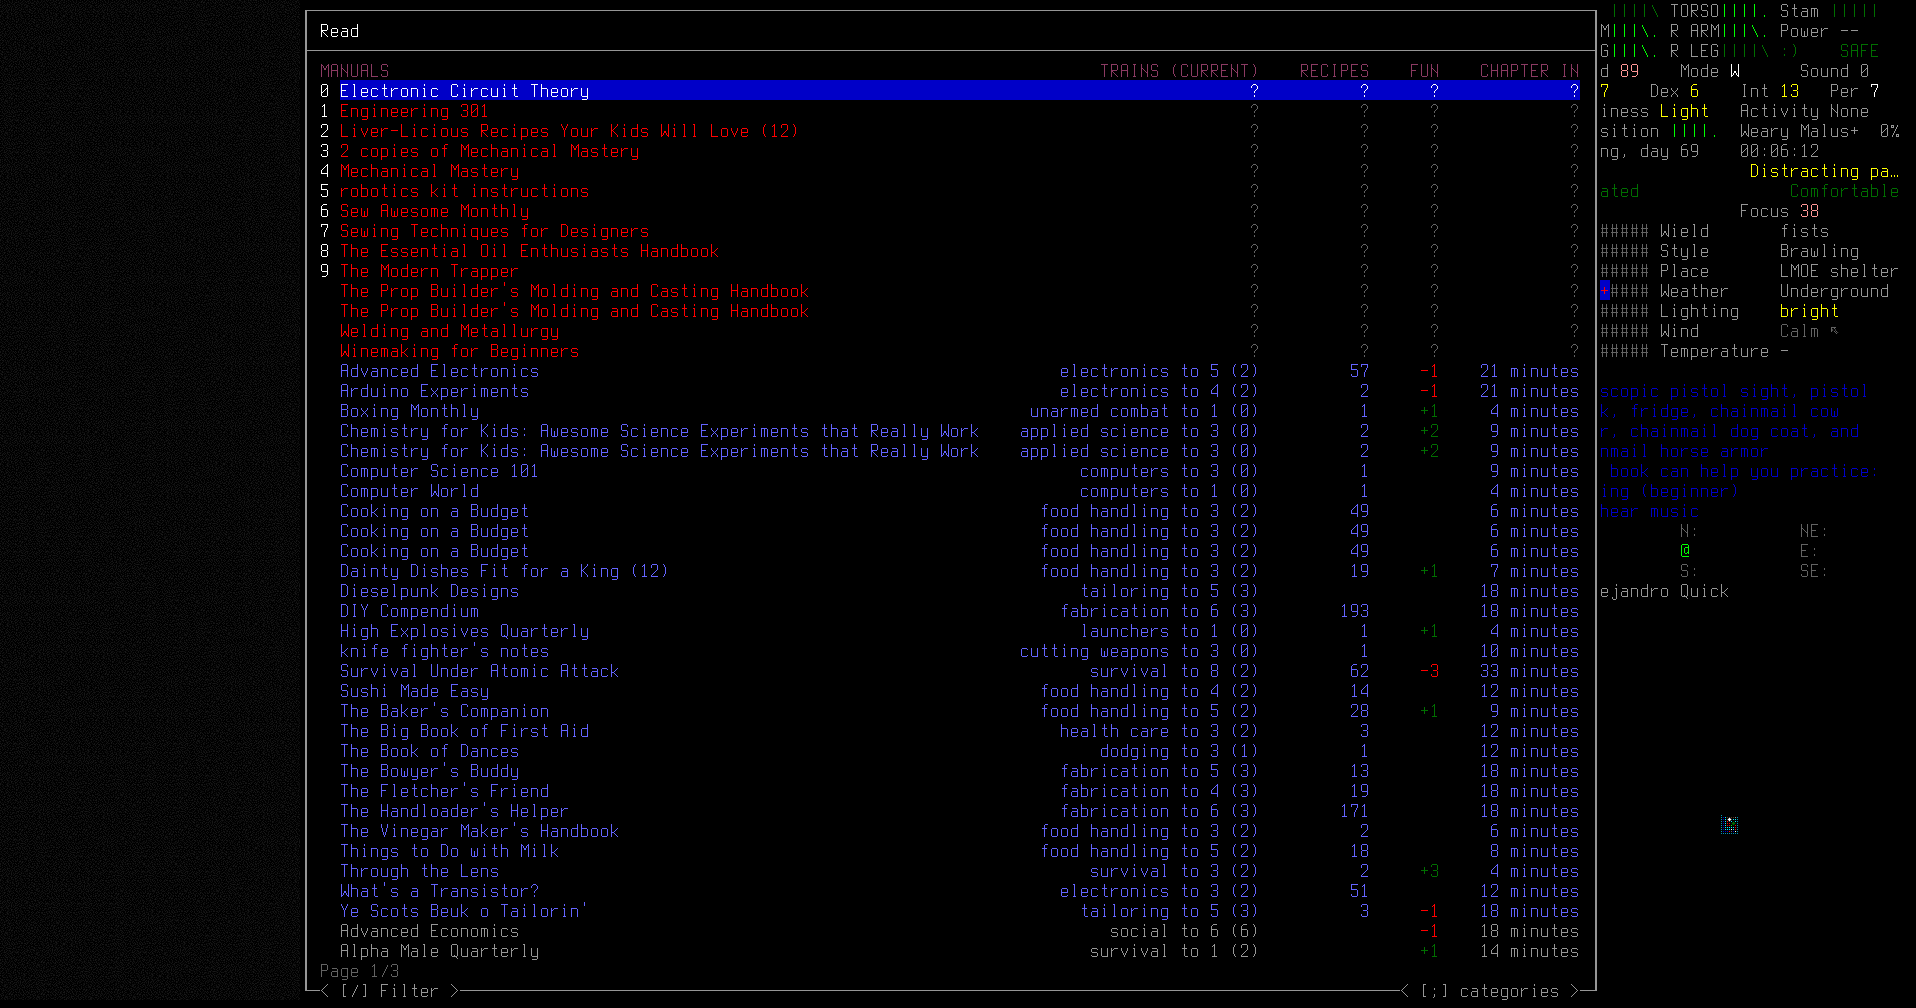 Read
MANUALS TRAINS (CURRENT) RECIPES FUN CHAPTER IN
0 Electronic Circuit Theory ? ? ? ?
1 Engineering 301 ? ? ? ?
2 Liver-Licious Recipes Your Kids Will Love (12) ? ? ? ?
3 2 copies of Mechanical Mastery ? ? ? ?
4 Mechanical Mastery ? ? ? ?
5 robotics kit instructions ? ? ? ?
6 Sew Awesome Monthly ? ? ? ?
7 Sewing Techniques for Designers ? ? ? ?
8 The Essential Oil Enthusiasts Handbook ? ? ? ?
9 The Modern Trapper ? ? ? ?
The Prop Builder's Molding and Casting Handbook ? ? ? ?
The Prop Builder's Molding and Casting Handbook ? ? ? ?
Welding and Metallurgy ? ? ? ?
Winemaking for Beginners ? ? ? ?
Advanced Electronics electronics to 5 (2) 57 -1 21 minutes
Arduino Experiments electronics to 4 (2) 2 -1 21 minutes
Boxing Monthly unarmed combat to 1 (0) 1 +1 4 minutes
Chemistry for Kids: Awesome Science Experiments that Really Work applied science to 3 (0) 2 +2 9 minutes
Chemistry for Kids: Awesome Science Experiments that Really Work applied science to 3 (0) 2 +2 9 minutes
Computer Science 101 computers to 3 (0) 1 9 minutes
Computer World computers to 1 (0) 1 4 minutes
Cooking on a Budget food handling to 3 (2) 49 6 minutes
Cooking on a Budget food handling to 3 (2) 49 6 minutes
Cooking on a Budget food handling to 3 (2) 49 6 minutes
Dainty Dishes Fit for a King (12) food handling to 3 (2) 19 +1 7 minutes
Dieselpunk Designs tailoring to 5 (3) 18 minutes
DIY Compendium fabrication to 6 (3) 193 18 minutes
High Explosives Quarterly launchers to 1 (0) 1 +1 4 minutes
knife fighter's notes cutting weapons to 3 (0) 1 10 minutes
Survival Under Atomic Attack survival to 8 (2) 62 -3 33 minutes
Sushi Made Easy food handling to 4 (2) 14 12 minutes
The Baker's Companion food handling to 5 (2) 28 +1 9 minutes
The Big Book of First Aid health care to 3 (2) 3 12 minutes
The Book of Dances dodging to 3 (1) 1 12 minutes
The Bowyer's Buddy fabrication to 5 (3) 13 18 minutes
The Fletcher's Friend fabrication to 4 (3) 19 18 minutes
The Handloader's Helper fabrication to 6 (3) 171 18 minutes
The Vinegar Maker's Handbook food handling to 3 (2) 2 6 minutes
Things to Do with Milk food handling to 5 (2) 18 8 minutes
Through the Lens survival to 3 (2) 2 +3 4 minutes
What's a Transistor? electronics to 3 (2) 51 12 minutes
Ye Scots Beuk o Tailorin' tailoring to 5 (3) 3 -1 18 minutes
Advanced Economics social to 6 (6) -1 18 minutes
Alpha Male Quarterly survival to 1 (2) +1 14 minutes
Page 1/3
< [/] Filter > < [;] categories >
||||\ TORSO||||. Stam |||||
M|||\. R ARM|||\. Power --
G|||\. R LEG||||\ :) SAFE
d 89 Mode W Sound 0
7 Dex 6 Int 13 Per 7
iness Light Activity None
sition ||||. Weary Malus+ 0%
ng, day 69 00:06:12
Distracting pa…
ated Comfortable
Focus 38
##### Wield fists
##### Style Brawling
##### Place LMOE shelter
+#### Weather Underground
##### Lighting bright
##### Wind Calm ↖
##### Temperature -
scopic pistol sight, pistol
k, fridge, chainmail cow
r, chainmail dog coat, and
nmail horse armor
book can help you practice:
ing (beginner)
hear music
N: NE:
@ E:
S: SE:
ejandro Quick